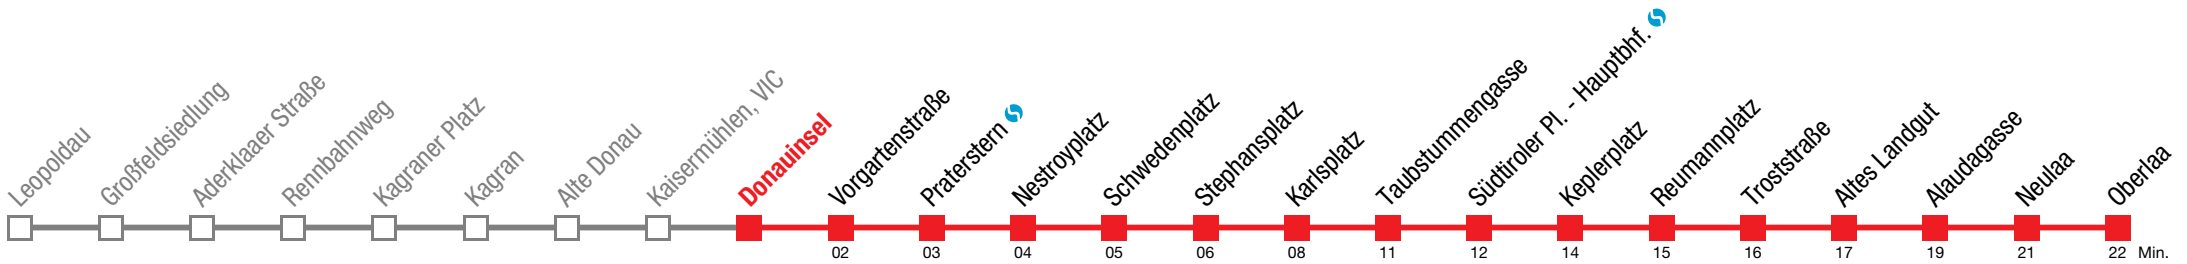 Leopoldau
Großfeldsiedlung
Aderklaaer Straße
Rennbahnweg
Kagraner Platz
Kagran
Alte Donau
Kaisermühlen, VIC
Donauinsel
Vorgartenstraße
Praterstern
Nestroyplatz
Schwedenplatz
Stephansplatz
Karlsplatz
Taubstummengasse
Südtiroler Pl. - Hauptbhf.
Keplerplatz
Reumannplatz
Troststraße
Altes Landgut
Alaudagasse
Neulaa
Oberlaa
02 03 04 05 06 08 11 12 14 15 16 17 19 21 22 Min.